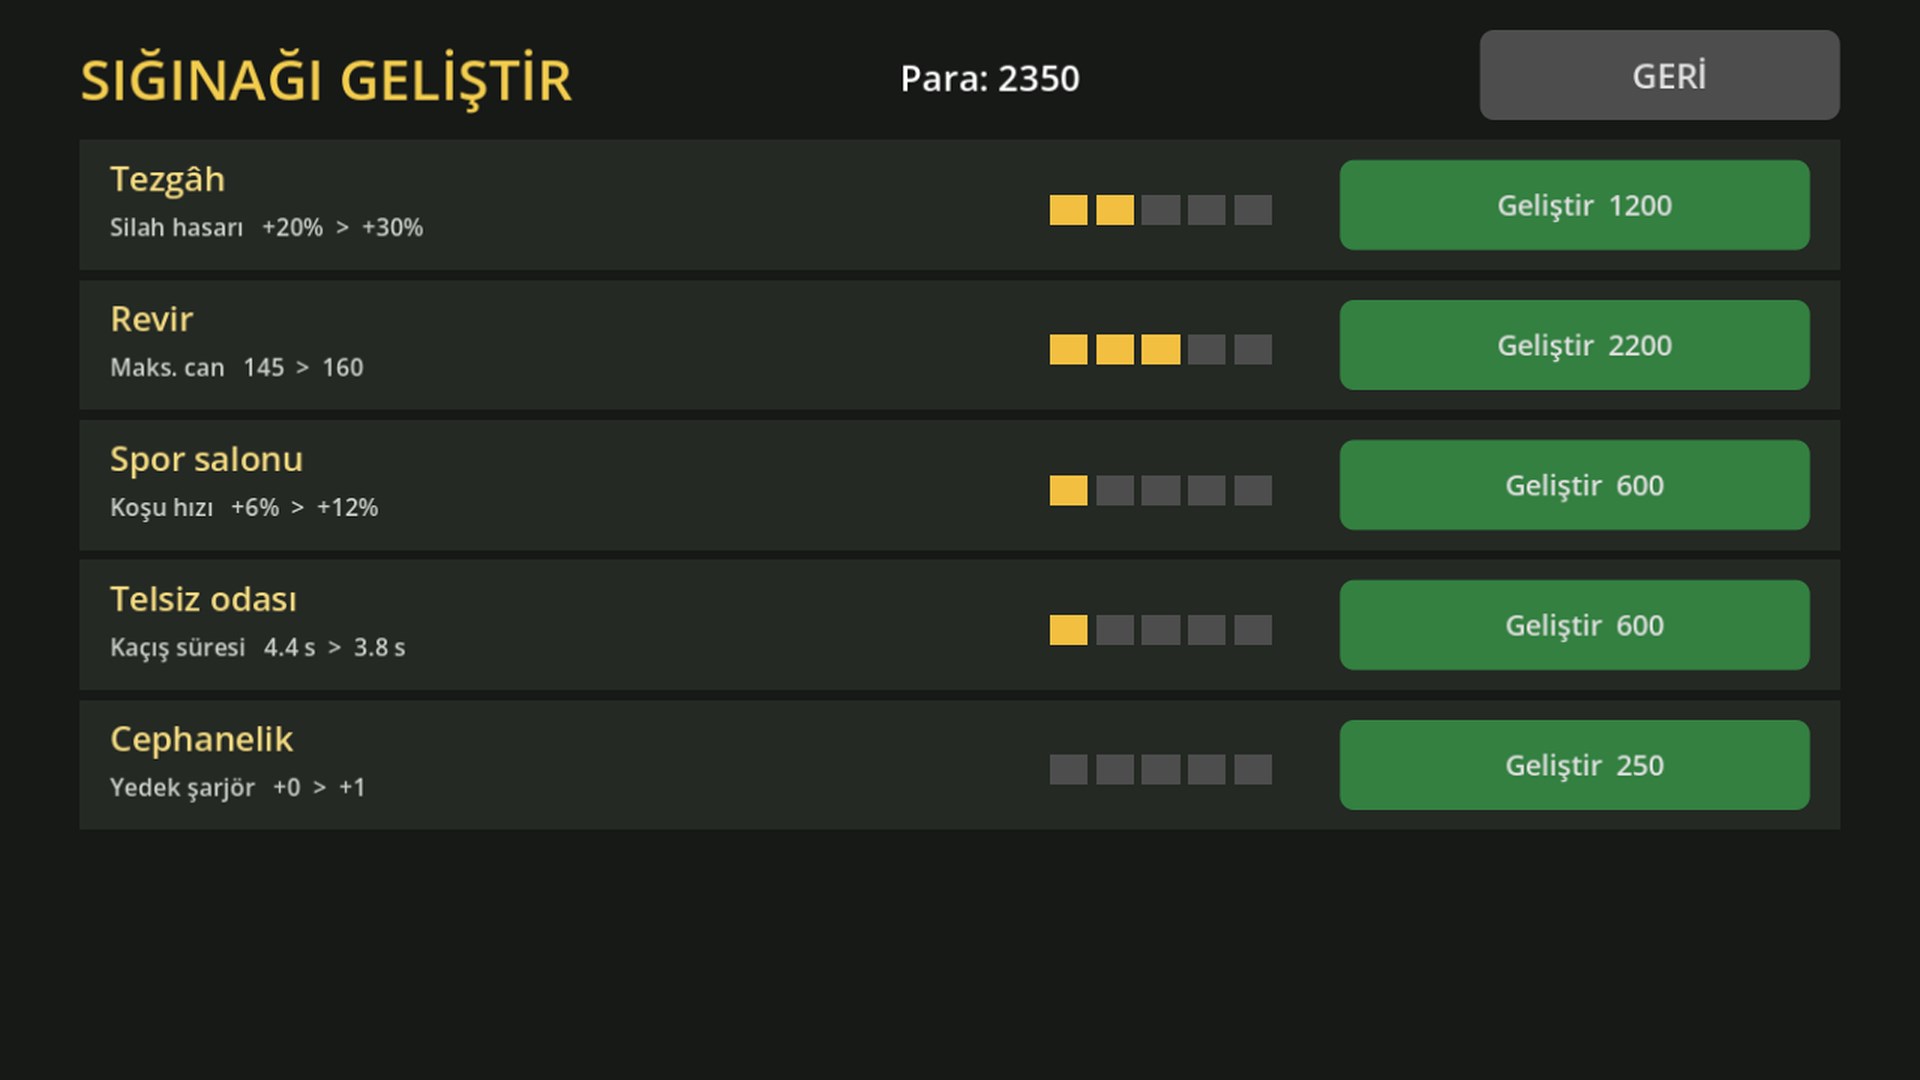 SIĞINAĞI GELİŞTİR
Para: 2350
GERİ
Tezgâh
Silah hasarı +20% > +30%
Geliştir 1200
Revir
Maks. can 145 > 160
Geliştir 2200
Spor salonu
Koşu hızı +6% > +12%
Geliştir 600
Telsiz odası
Kaçış süresi 4.4 s > 3.8 s
Geliştir 600
Cephanelik
Yedek şarjör +0 > +1
Geliştir 250